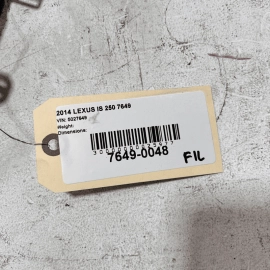 2014 LEXUS IS 250 7649
VIN: 5027649
Weight:
Dimensions:
7649-0048
FIL